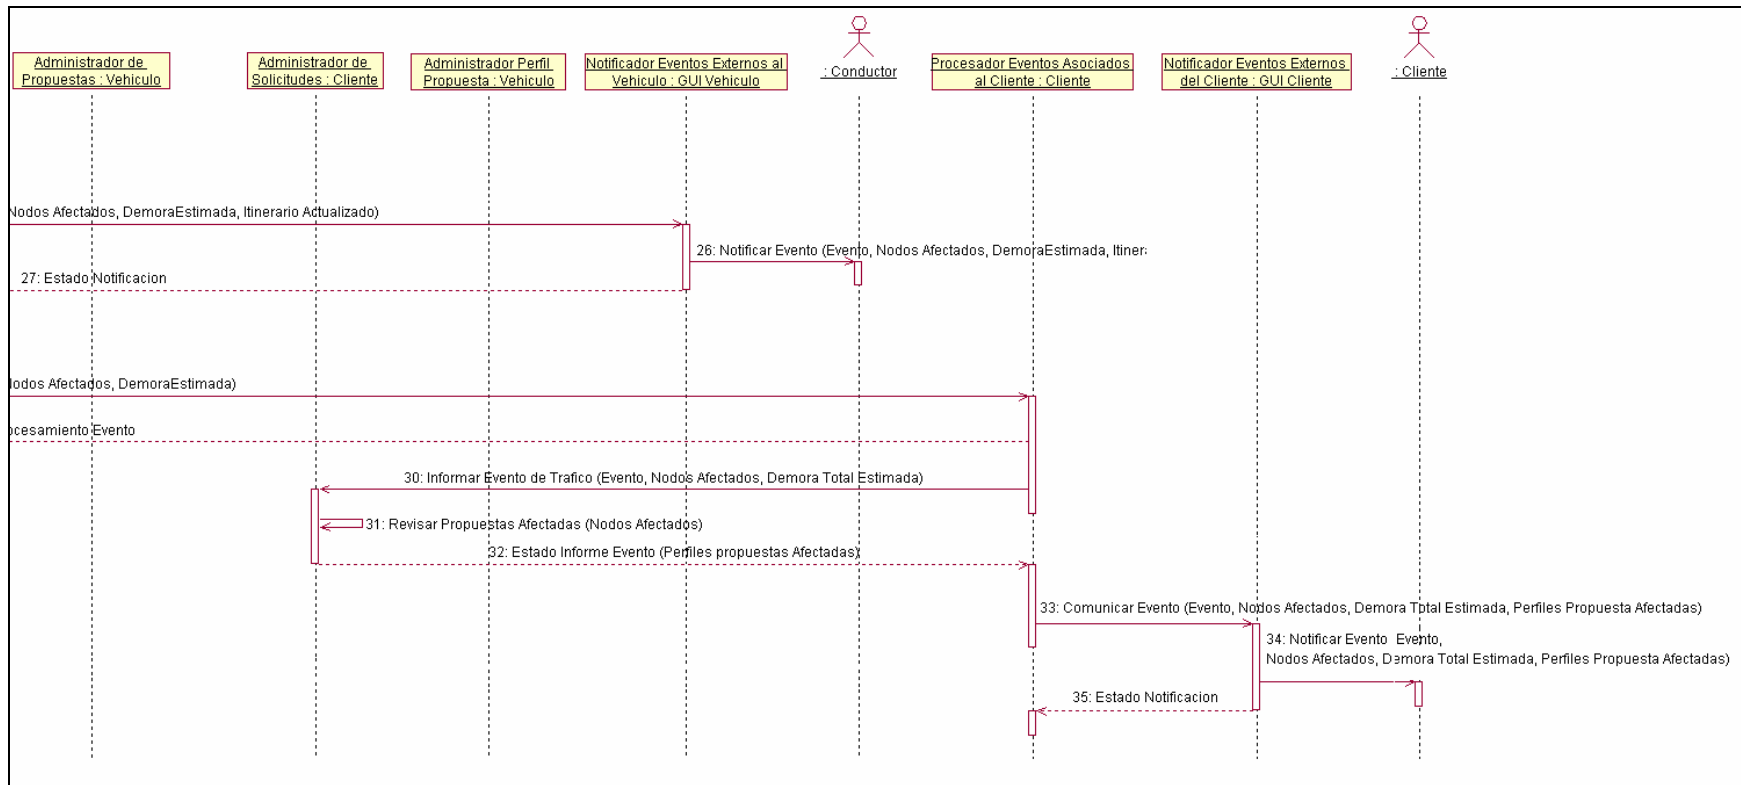 Administrador de
Propuestas : Vehiculo
Administrador de
Solicitudes : Cliente
Administrador Perfil
Propuesta : Vehiculo
Notificador Eventos Externos al
Vehiculo : GUI Vehiculo
: Conductor
Procesador Eventos Asociados
al Cliente : Cliente
Notificador Eventos Externos
del Cliente : GUI Cliente
: Cliente
Nodos Afectados, DemoraEstimada, Itinerario Actualizado)
26: Notificar Evento (Evento, Nodos Afectados, DemoraEstimada, Itiner
27: Estado Notificacion
lodos Afectados, DemoraEstimada)
ocesamiento Evento
30: Informar Evento de Trafico (Evento, Nodos Afectados, Demora Total Estimada)
31: Revisar Propuestas Afectadas (Nodos Afectados)
32: Estado Informe Evento (Perfiles propuestas Afectadas)
33: Comunicar Evento (Evento, Nodos Afectados, Demora Total Estimada, Perfiles Propuesta Afectadas)
34: Notificar Evento Evento,
Nodos Afectados, Demora Total Estimada, Perfiles Propuesta Afectadas)
35: Estado Notificacion